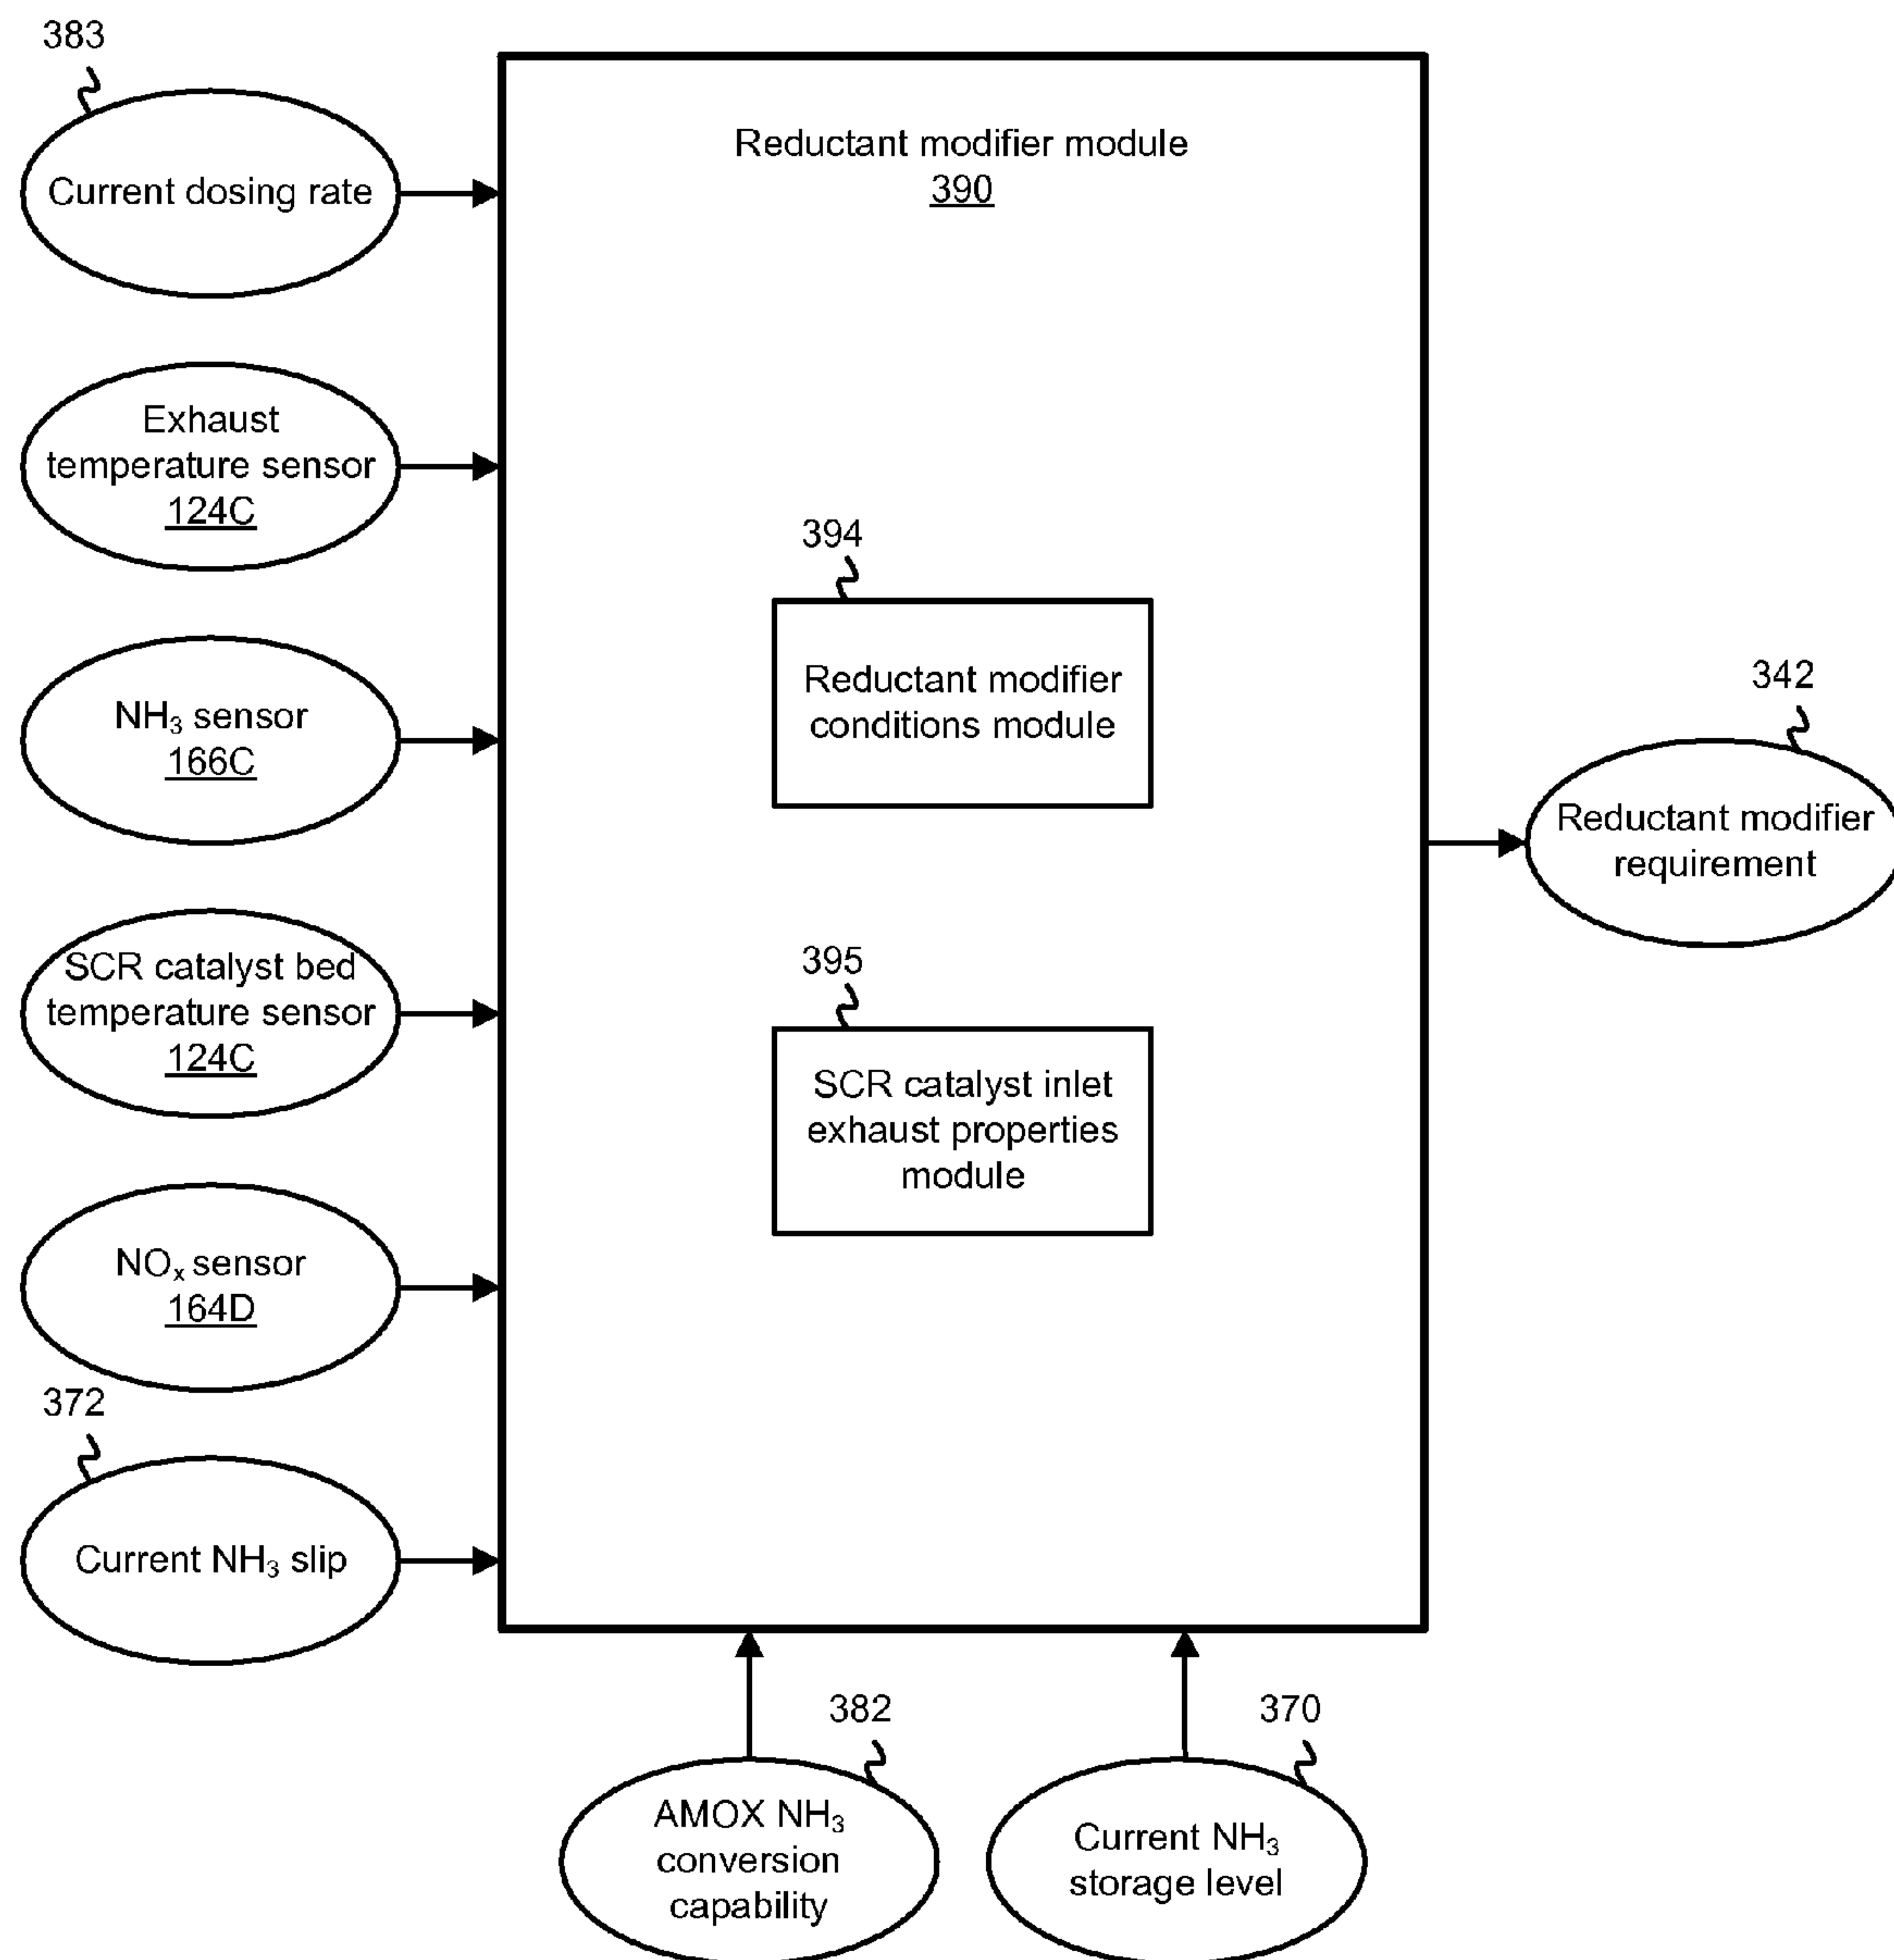 383
Current dosing rate
Exhaust
temperature sensor
124C
NH₃ sensor
166C
SCR catalyst bed
temperature sensor
124C
NOₓ sensor
164D
372
Current NH₃ slip
Reductant modifier module
390
394
Reductant modifier
conditions module
395
SCR catalyst inlet
exhaust properties
module
342
Reductant modifier
requirement
382
AMOX NH₃
conversion
capability
370
Current NH₃
storage level